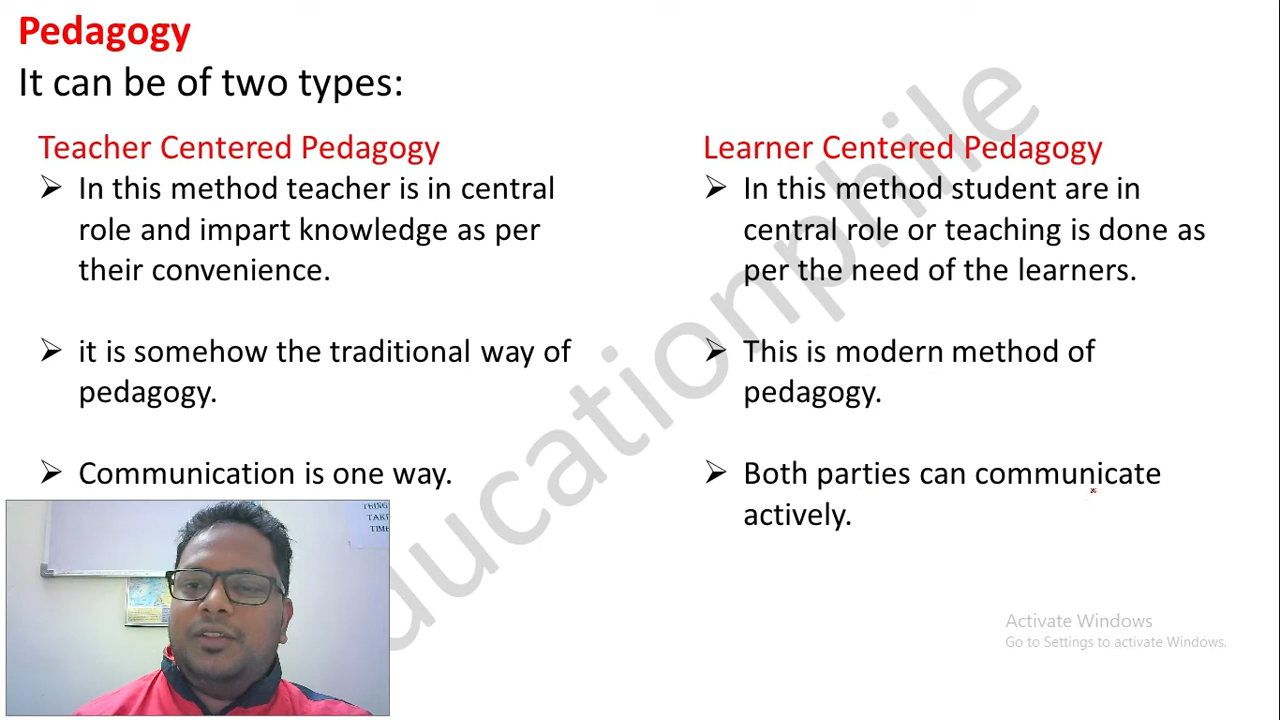 Pedagogy
It can be of two types:
Teacher Centered Pedagogy
➢ In this method teacher is in central
role and impart knowledge as per
their convenience.
➢ it is somehow the traditional way of
pedagogy.
➢ Communication is one way.
Learner Centered Pedagogy
➢ In this method student are in
central role or teaching is done as
per the need of the learners.
➢ This is modern method of
pedagogy.
➢ Both parties can communicate
actively.
THING
TAKE
TIME
Activate Windows
Go to Settings to activate Windows.